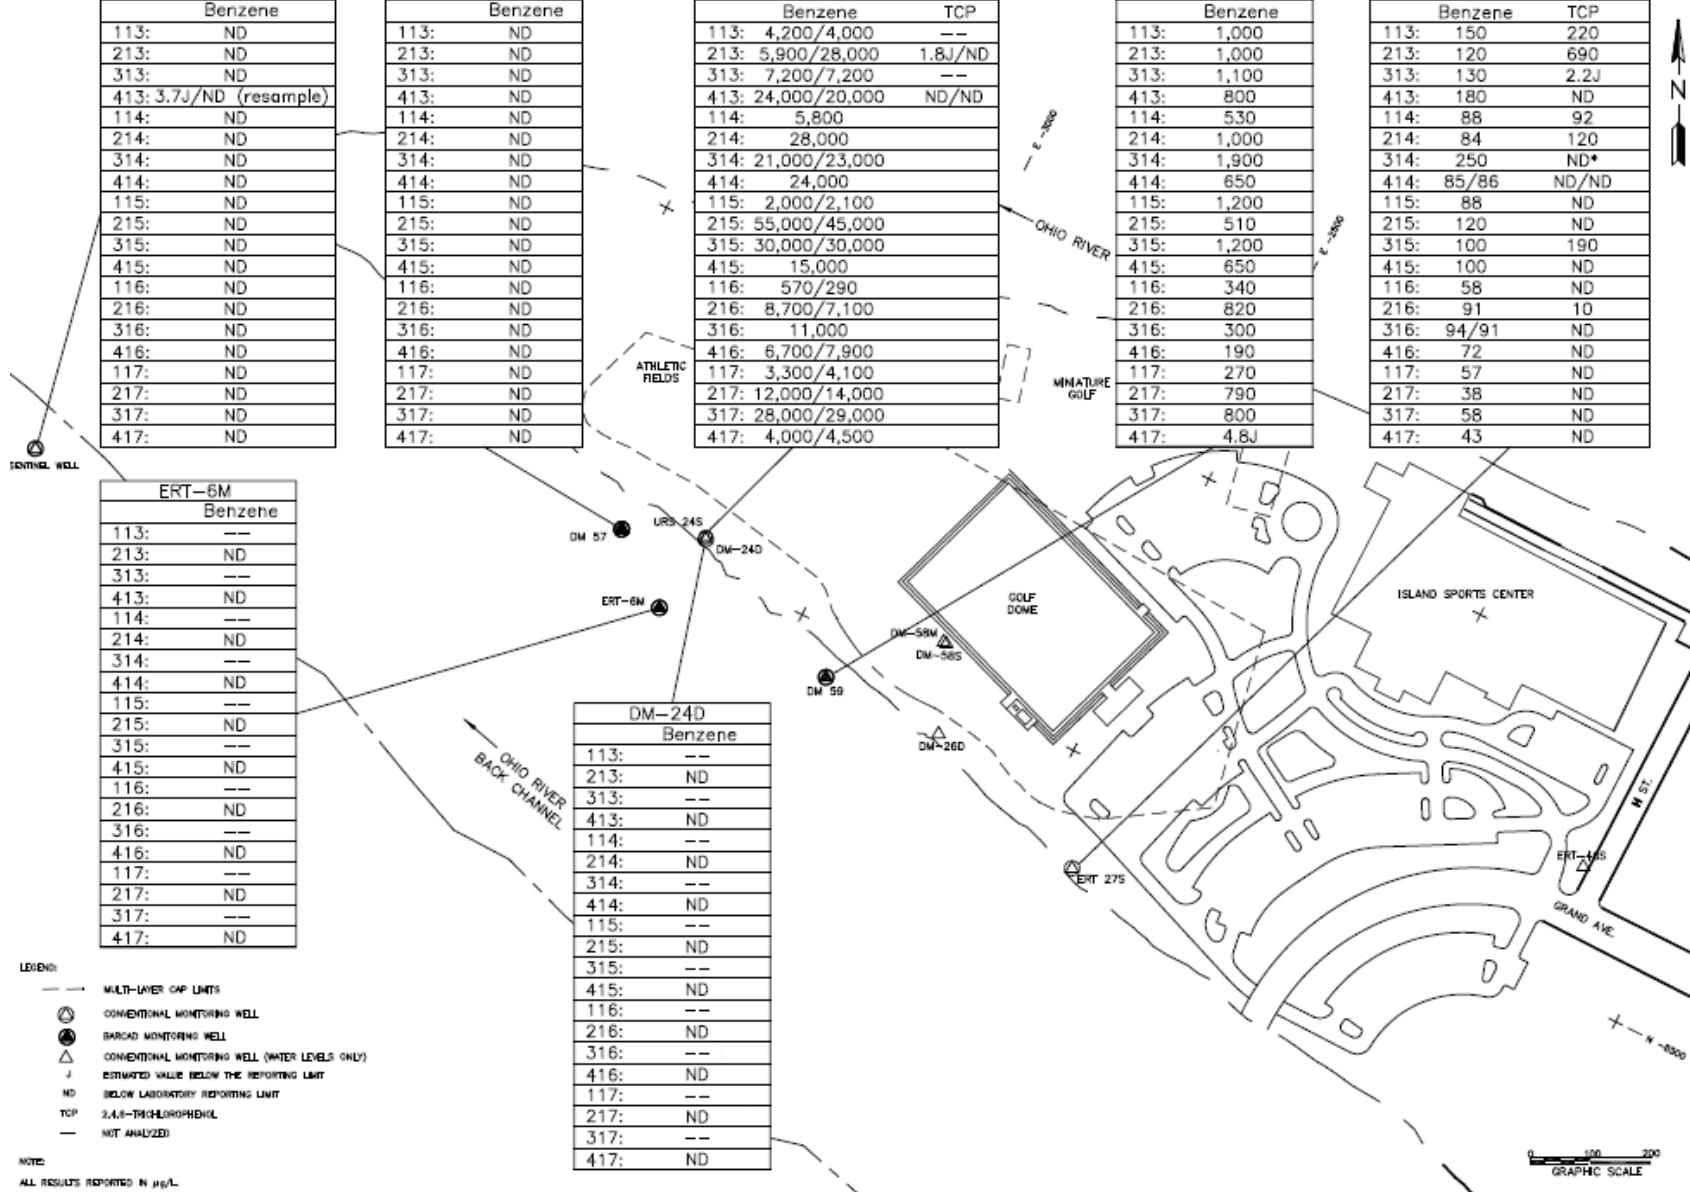 Benzene
113: ND
213: ND
313: ND
413: 3.7J/ND (resample)
114: ND
214: ND
314: ND
414: ND
115: ND
215: ND
315: ND
415: ND
116: ND
216: ND
316: ND
416: ND
117: ND
217: ND
317: ND
417: ND
Benzene
113: ND
213: ND
313: ND
413: ND
114: ND
214: ND
314: ND
414: ND
115: ND
215: ND
315: ND
415: ND
116: ND
216: ND
316: ND
416: ND
117: ND
217: ND
317: ND
417: ND
Benzene TCP
113: 4,200/4,000 --
213: 5,900/28,000 1.8J/ND
313: 7,200/7,200 --
413: 24,000/20,000 ND/ND
114: 5,800
214: 28,000
314: 21,000/23,000
414: 24,000
115: 2,000/2,100
215: 55,000/45,000
315: 30,000/30,000
415: 15,000
116: 570/290
216: 8,700/7,100
316: 11,000
416: 6,700/7,900
117: 3,300/4,100
217: 12,000/14,000
317: 28,000/29,000
417: 4,000/4,500
Benzene
113: 1,000
213: 1,000
313: 1,100
413: 800
114: 530
214: 1,000
314: 1,900
414: 650
115: 1,200
215: 510
315: 1,200
415: 650
116: 340
216: 820
316: 300
416: 190
117: 270
217: 790
317: 800
417: 4.8J
Benzene TCP
113: 150 220
213: 120 690
313: 130 2.2J
413: 180 ND
114: 88 92
214: 84 120
314: 250 ND*
414: 85/86 ND/ND
115: 88 ND
215: 120 ND
315: 100 190
415: 100 ND
116: 58 ND
216: 91 10
316: 94/91 ND
416: 72 ND
117: 57 ND
217: 38 ND
317: 58 ND
417: 43 ND
N
E -3000
OHIO RIVER
E -2500
ATHLETIC
FIELDS
MINIATURE
GOLF
SENTINEL WELL
DM 57
URS 24S
DM-24D
ERT-6M
GOLF
DOME
ISLAND SPORTS CENTER
DM-58M
DM-58S
DM 59
DM-26D
ERT 27S
H ST.
ERT-46S
GRAND AVE.
N -8500
OHIO RIVER
BACK CHANNEL
ERT-6M
Benzene
113: --
213: ND
313: --
413: ND
114: --
214: ND
314: --
414: ND
115: --
215: ND
315: --
415: ND
116: --
216: ND
316: --
416: ND
117: --
217: ND
317: --
417: ND
DM-24D
Benzene
113: --
213: ND
313: --
413: ND
114: --
214: ND
314: --
414: ND
115: --
215: ND
315: --
415: ND
116: --
216: ND
316: --
416: ND
117: --
217: ND
317: --
417: ND
LEGEND:
MULTI-LAYER CAP LIMITS
CONVENTIONAL MONITORING WELL
BARCAD MONITORING WELL
CONVENTIONAL MONITORING WELL (WATER LEVELS ONLY)
J ESTIMATED VALUE BELOW THE REPORTING LIMIT
ND BELOW LABORATORY REPORTING LIMIT
TCP 2,4,6-TRICHLOROPHENOL
-- NOT ANALYZED
NOTE:
ALL RESULTS REPORTED IN µg/L
0 100 200
GRAPHIC SCALE